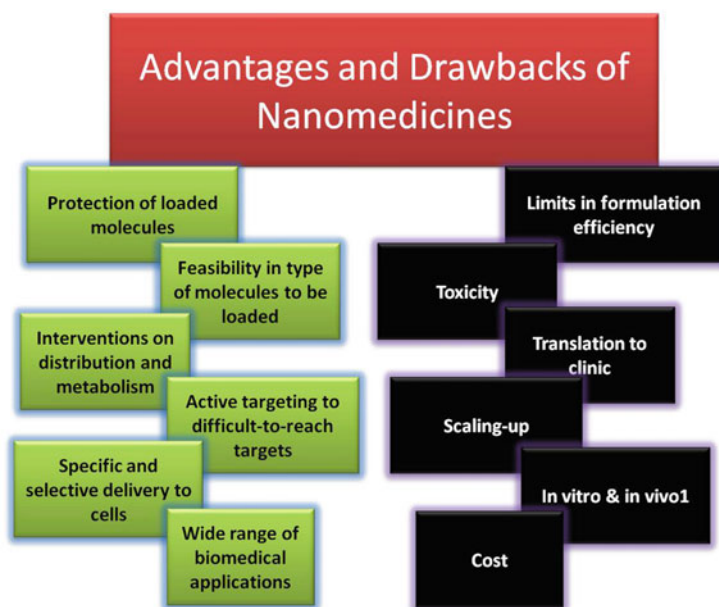 Advantages and Drawbacks of
Nanomedicines
Protection of loaded
molecules
Feasibility in type
of molecules to be
loaded
Interventions on
distribution and
metabolism
Active targeting to
difficult-to-reach
targets
Specific and
selective delivery to
cells
Wide range of
biomedical
applications
Limits in formulation
efficiency
Toxicity
Translation to
clinic
Scaling-up
In vitro & in vivo1
Cost